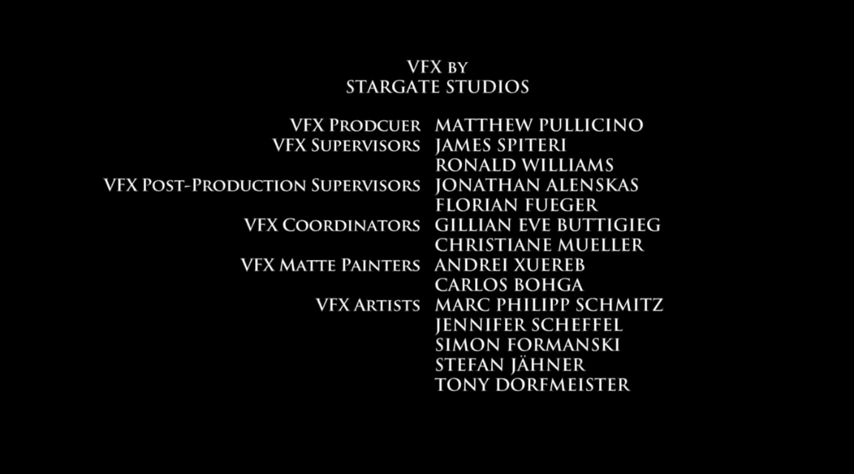 VFX BY
STARGATE STUDIOS
VFX PRODCUER MATTHEW PULLICINO
VFX SUPERVISORS JAMES SPITERI
RONALD WILLIAMS
VFX POST-PRODUCTION SUPERVISORS JONATHAN ALENSKAS
FLORIAN FUEGER
VFX COORDINATORS GILLIAN EVE BUTTIGIEG
CHRISTIANE MUELLER
VFX MATTE PAINTERS ANDREI XUEREB
CARLOS BOHGA
VFX ARTISTS MARC PHILIPP SCHMITZ
JENNIFER SCHEFFEL
SIMON FORMANSKI
STEFAN JÄHNER
TONY DORFMEISTER